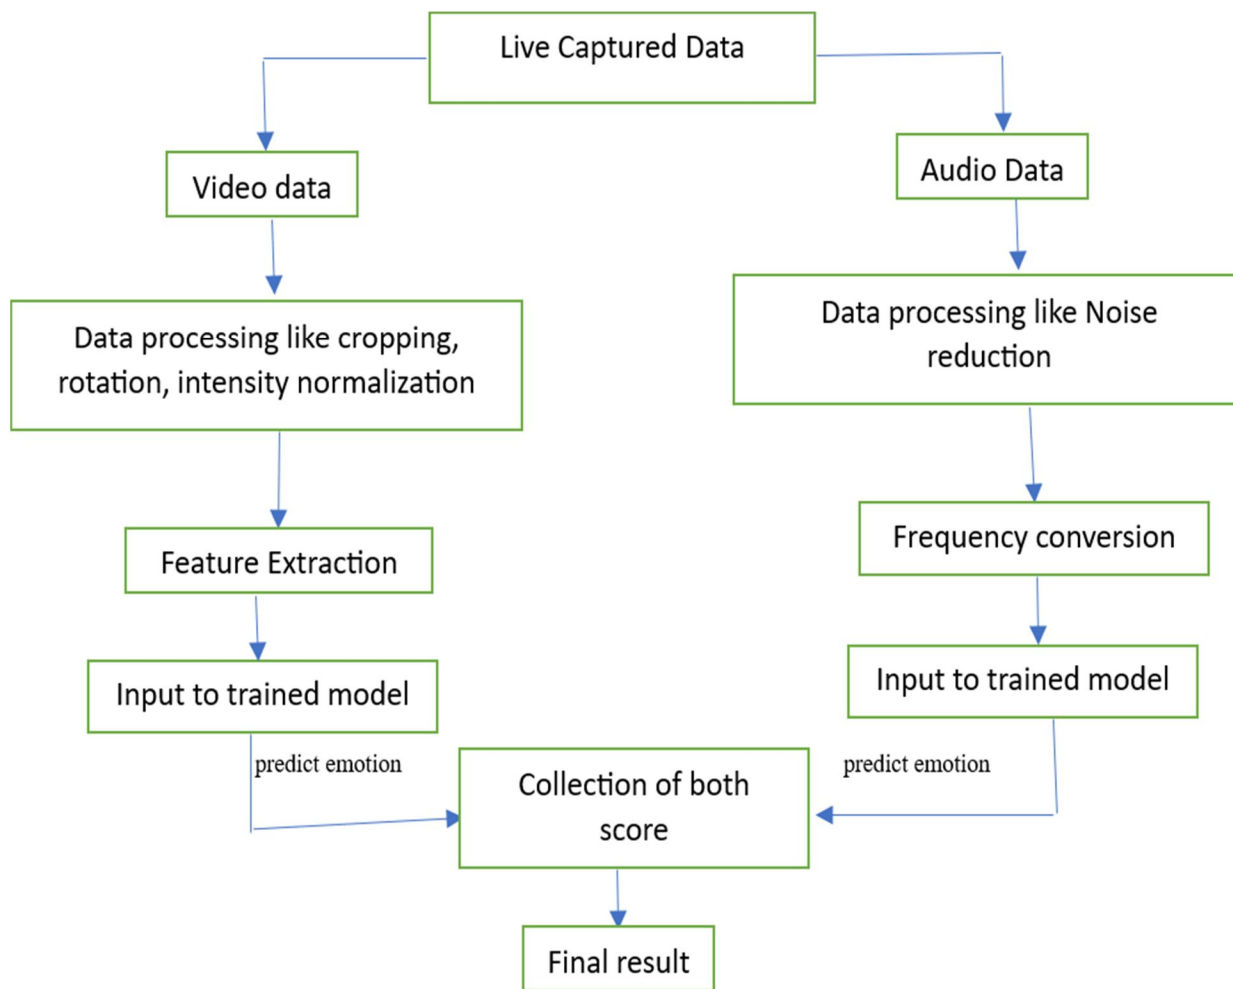 Live Captured Data
Video data
Audio Data
Data processing like cropping,
rotation, intensity normalization
Data processing like Noise
reduction
Feature Extraction
Frequency conversion
Input to trained model
Input to trained model
predict emotion
predict emotion
Collection of both
score
Final result